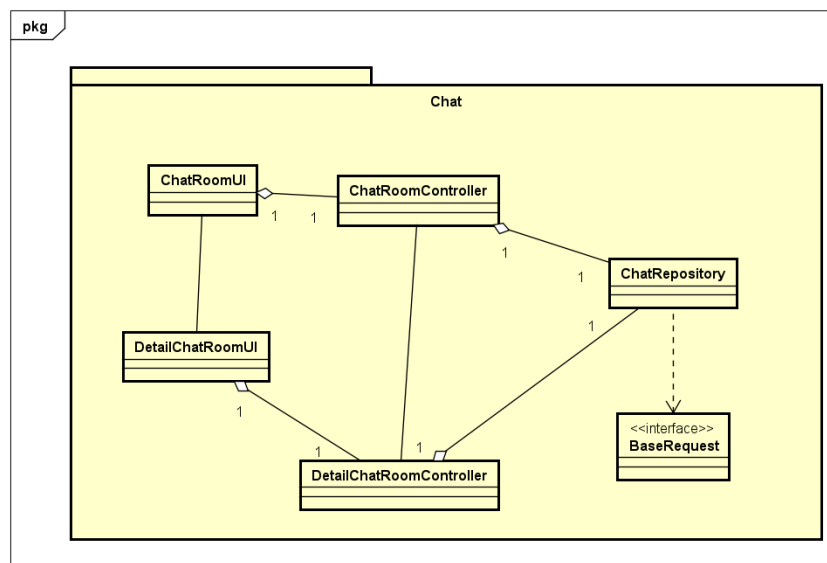 pkg
Chat
ChatRoomUI
ChatRoomController
1
1
1
ChatRepository
1
1
DetailChatRoomUI
1
<<interface>>
BaseRequest
1
1
DetailChatRoomController